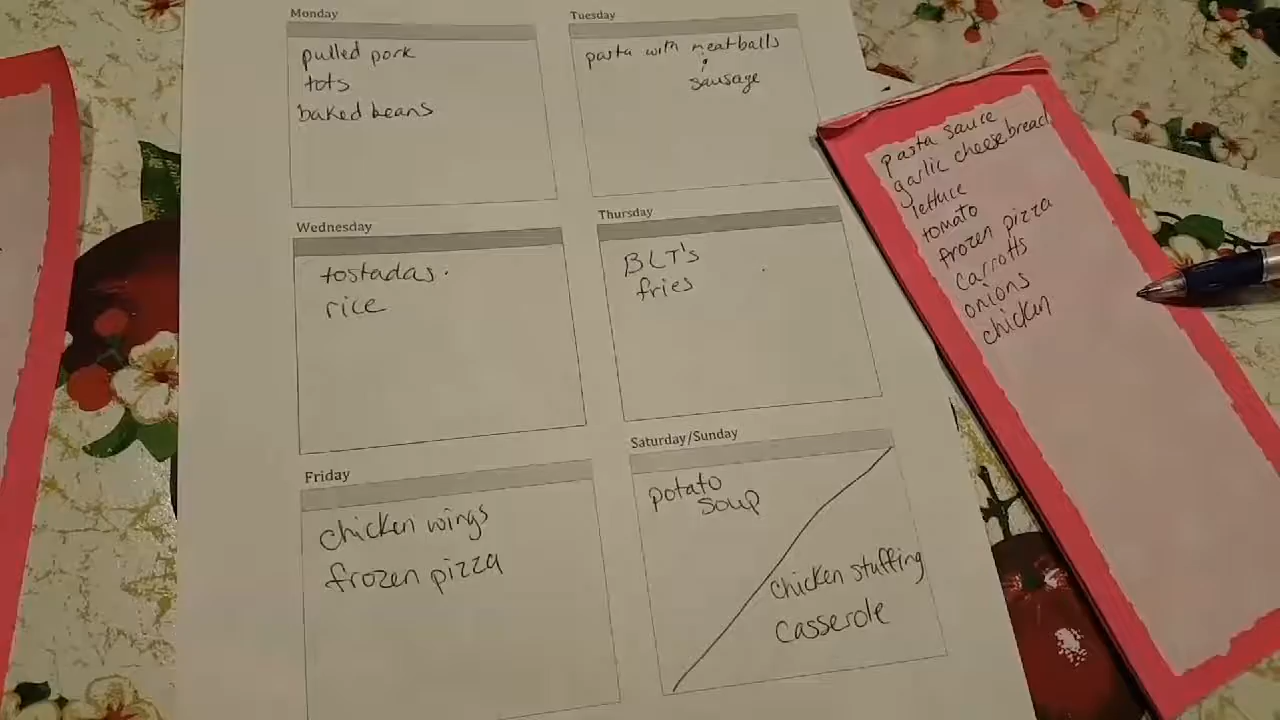 Monday
pulled pork
tots
baked beans
Tuesday
pasta with meatballs
&
sausage
Wednesday
tostadas.
rice
Thursday
BLT's
fries
Friday
chicken wings
frozen pizza
Saturday/Sunday
potato
soup
chicken stuffing
casserole
pasta sauce
garlic cheesebread
lettuce
tomato
frozen pizza
carrotts
onions
chicken